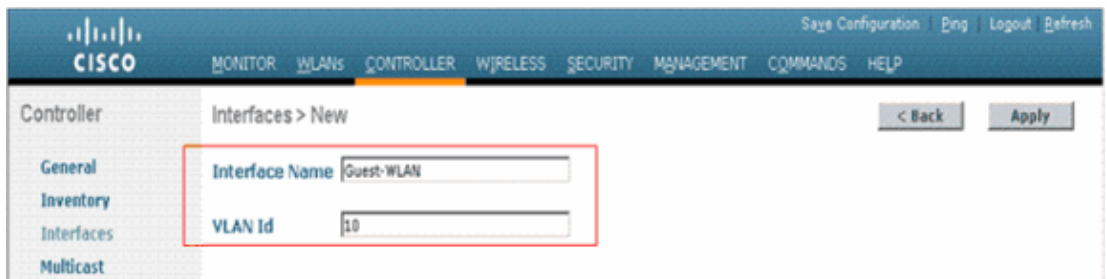 Save Configuration | Ping | Logout | Refresh
CISCO
MONITOR WLANs CONTROLLER WIRELESS SECURITY MANAGEMENT COMMANDS HELP
Controller
Interfaces > New
< Back
Apply
General
Inventory
Interfaces
Multicast
Interface Name Guest-WLAN
VLAN Id 10